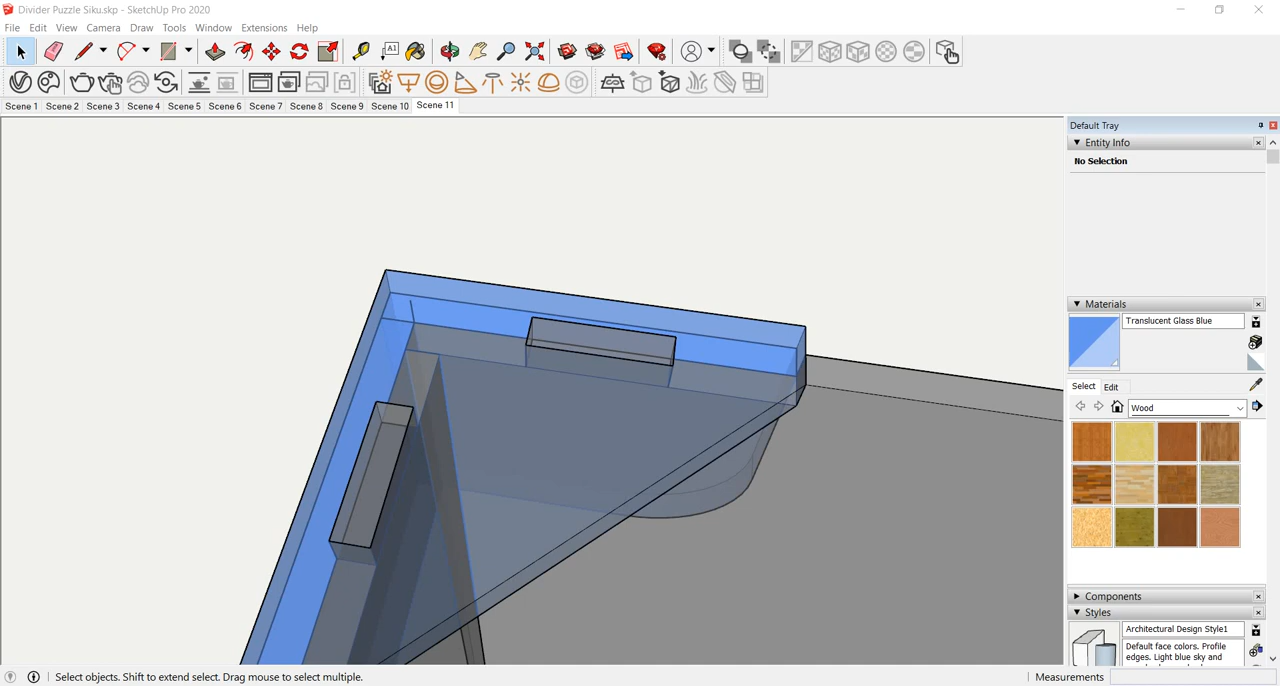 Divider Puzzle Siku.skp - SketchUp Pro 2020
File Edit View Camera Draw Tools Window Extensions Help
Scene 1 Scene 2 Scene 3 Scene 4 Scene 5 Scene 6 Scene 7 Scene 8 Scene 9 Scene 10 Scene 11
Default Tray
Entity Info
No Selection
Materials
Translucent Glass Blue
Select Edit
Wood
Components
Styles
Architectural Design Style1
Default face colors. Profile
edges. Light blue sky and
Select objects. Shift to extend select. Drag mouse to select multiple.
Measurements